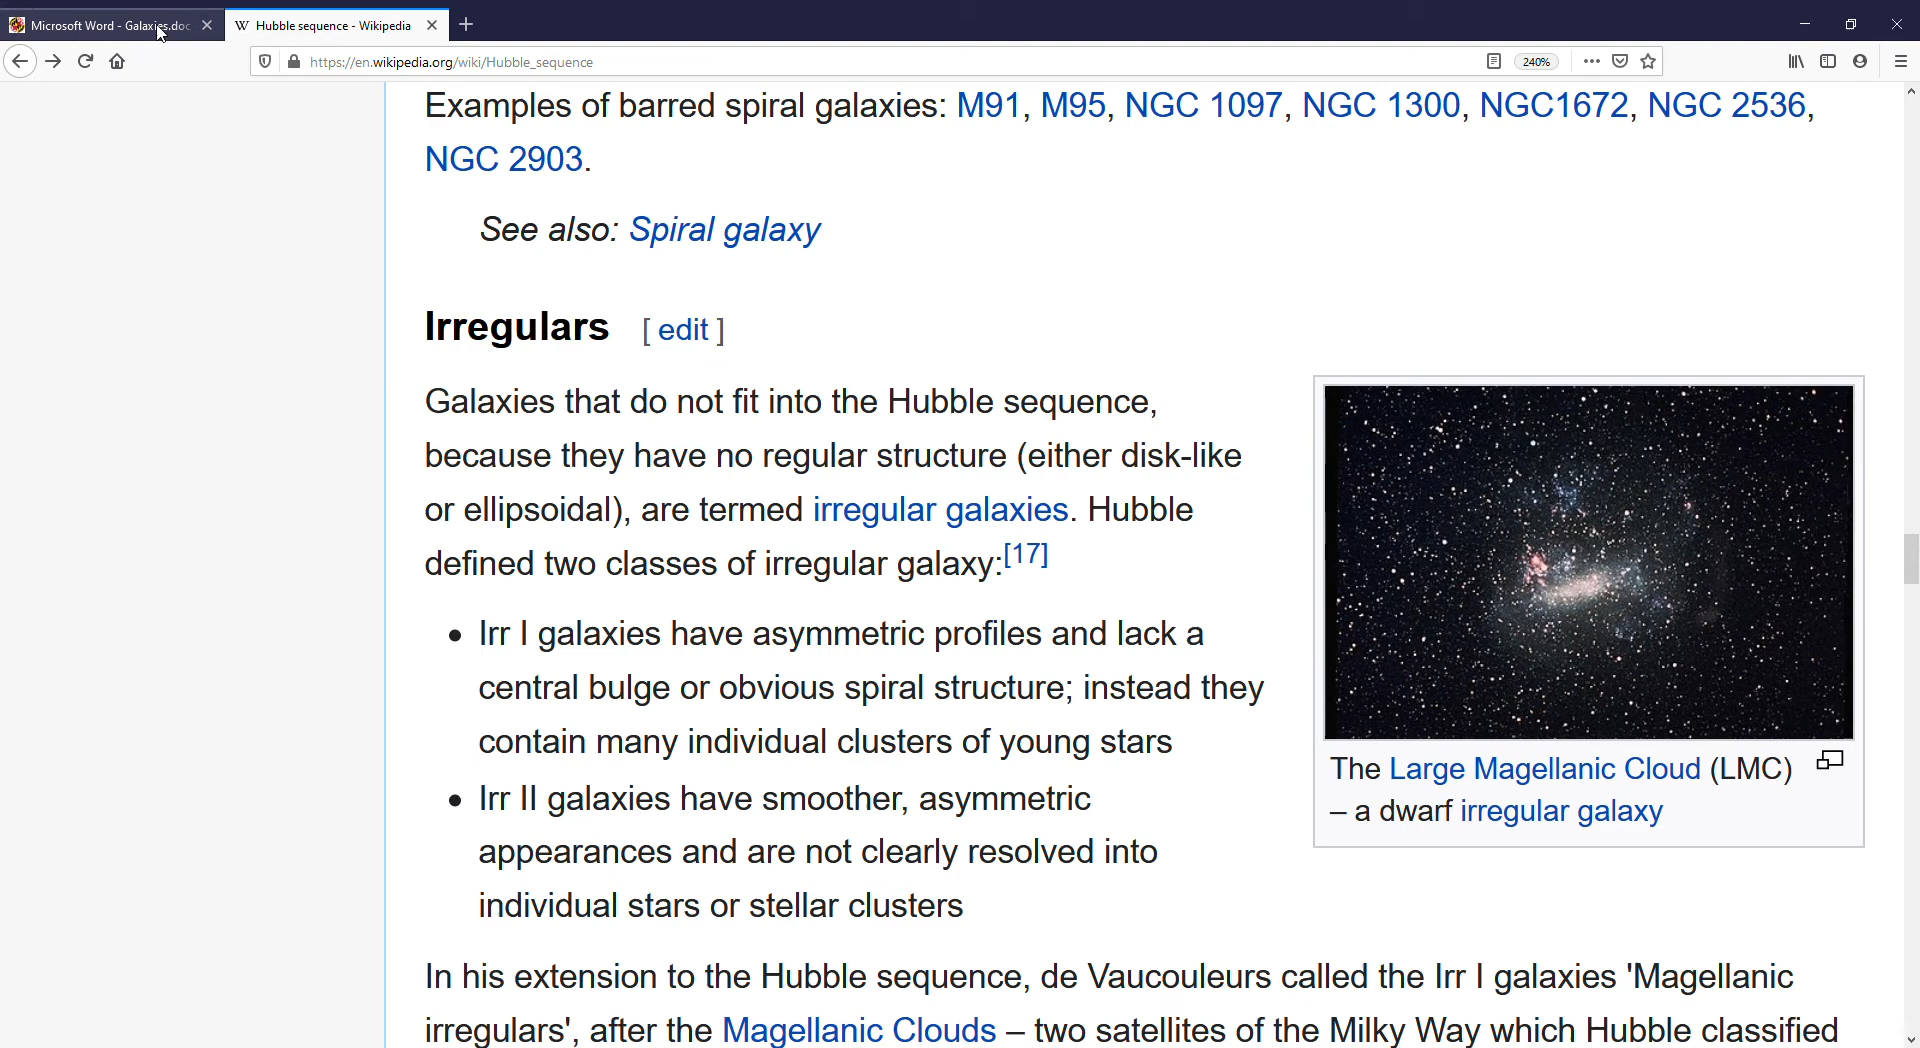 Microsoft Word - Galaxies.doc
Hubble sequence - Wikipedia
https://en.wikipedia.org/wiki/Hubble_sequence
240%
Examples of barred spiral galaxies: M91, M95, NGC 1097, NGC 1300, NGC1672, NGC 2536,
NGC 2903.
See also: Spiral galaxy
Irregulars [ edit ]
Galaxies that do not fit into the Hubble sequence,
because they have no regular structure (either disk-like
or ellipsoidal), are termed irregular galaxies. Hubble
defined two classes of irregular galaxy:[17]
• Irr I galaxies have asymmetric profiles and lack a
central bulge or obvious spiral structure; instead they
contain many individual clusters of young stars
• Irr II galaxies have smoother, asymmetric
appearances and are not clearly resolved into
individual stars or stellar clusters
The Large Magellanic Cloud (LMC)
– a dwarf irregular galaxy
In his extension to the Hubble sequence, de Vaucouleurs called the Irr I galaxies 'Magellanic
irregulars', after the Magellanic Clouds – two satellites of the Milky Way which Hubble classified